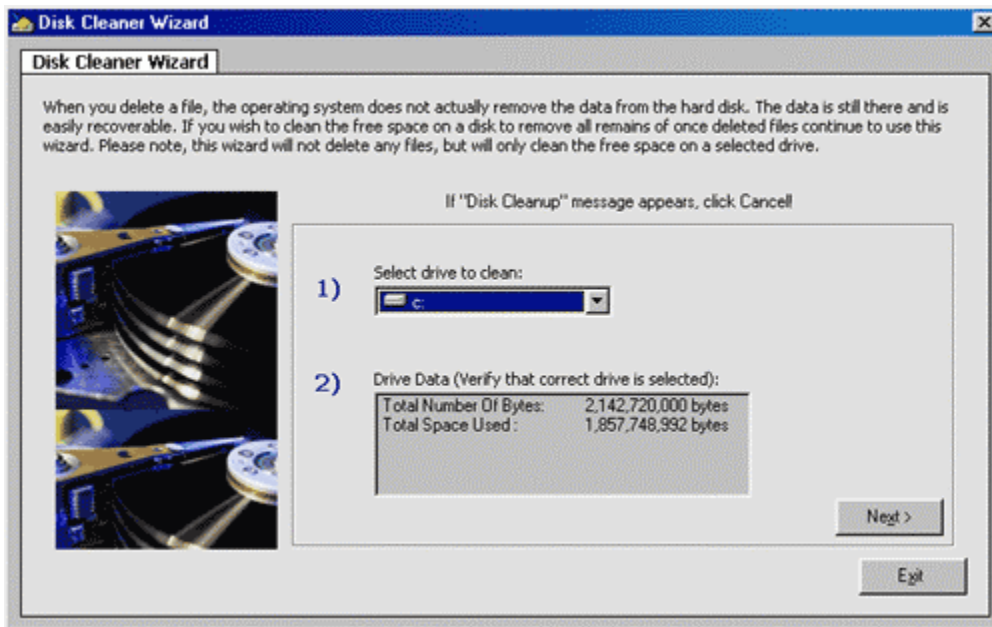 Disk Cleaner Wizard
Disk Cleaner Wizard
When you delete a file, the operating system does not actually remove the data from the hard disk. The data is still there and is
easily recoverable. If you wish to clean the free space on a disk to remove all remains of once deleted files continue to use this
wizard. Please note, this wizard will not delete any files, but will only clean the free space on a selected drive.
If "Disk Cleanup" message appears, click Cancel!
1)
Select drive to clean:
c:
2)
Drive Data (Verify that correct drive is selected):
Total Number Of Bytes: 2,142,720,000 bytes
Total Space Used : 1,857,748,992 bytes
Next >
Exit